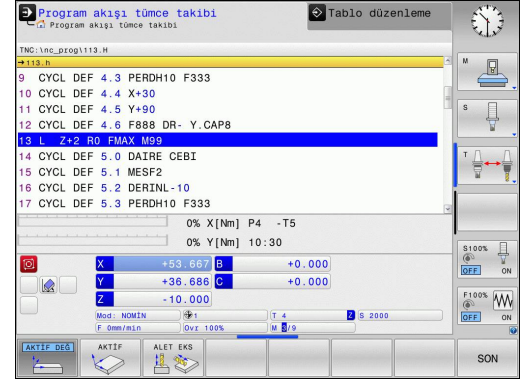 Program akışı tümce takibi
Program akışı tümce takibi
Tablo düzenleme
TNC:\nc_prog\113.H
→113.h
9 CYCL DEF 4.3 PERDH10 F333
10 CYCL DEF 4.4 X+30
11 CYCL DEF 4.5 Y+90
12 CYCL DEF 4.6 F888 DR- Y.CAP8
13 L Z+2 R0 FMAX M99
14 CYCL DEF 5.0 DAIRE CEBI
15 CYCL DEF 5.1 MESF2
16 CYCL DEF 5.2 DERINL-10
17 CYCL DEF 5.3 PERDH10 F333
0% X[Nm] P4 -T5
0% Y[Nm] 10:30
X +53.667 B +0.000
Y +36.686 C +0.000
Z -10.000
Mod: NOMİN 1 T 4 Z S 2000
F 0mm/min Ovr 100 M 3/9
AKTİF DEĞ AKTİF ALET EKS
M
S
T
S100%
OFF ON
F100%
OFF ON
SON